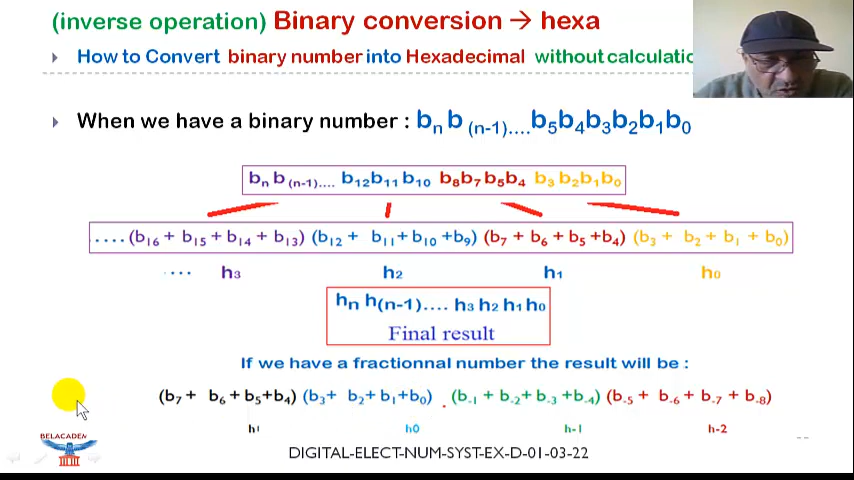 (inverse operation) Binary conversion → hexa
How to Convert binary number into Hexadecimal without calculatio
When we have a binary number : bₙ b ₍ₙ₋₁₎....b₅b₄b₃b₂b₁b₀
bₙ b ₍ₙ₋₁₎.... b₁₂b₁₁b₁₀ b₈b₇b₅b₄ b₃ b₂b₁b₀
....(b₁₆ + b₁₅ + b₁₄ + b₁₃) (b₁₂ + b₁₁+ b₁₀ +b₉) (b₇ + b₆ + b₅ +b₄) (b₃ + b₂ + b₁ + b₀)
.... h₃ h₂ h₁ h₀
hₙ h(n-1).... h₃ h₂ h₁ h₀
Final result
If we have a fractionnal number the result will be :
(b₇ + b₆ + b₅+b₄) (b₃+ b₂+ b₁+b₀) . (b₋₁ + b₋₂+ b₋₃ +b₋₄) (b₋₅ + b₋₆ + b₋₇ + b₋₈)
h¹ h0 h-1 h-2
BELACADEM
DIGITAL-ELECT-NUM-SYST-EX-D-01-03-22